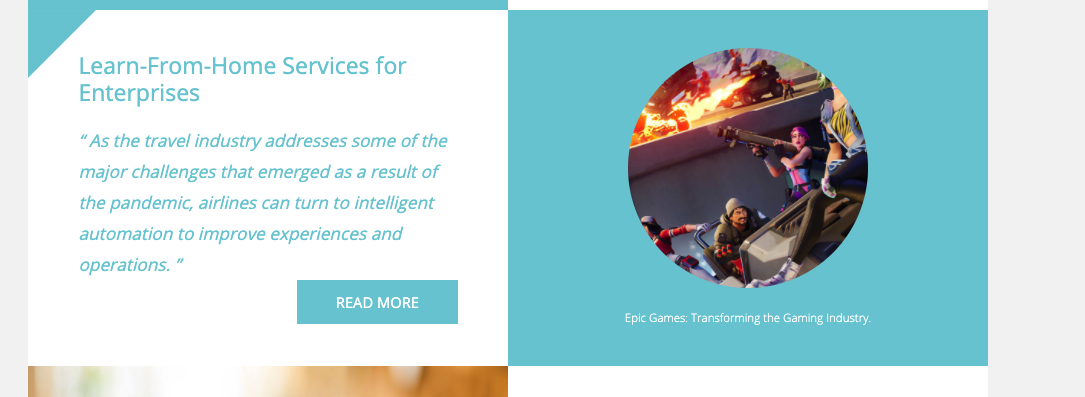 Learn-From-Home Services for
Enterprises
“ As the travel industry addresses some of the
major challenges that emerged as a result of
the pandemic, airlines can turn to intelligent
automation to improve experiences and
operations. ”
READ MORE
Epic Games: Transforming the Gaming Industry.